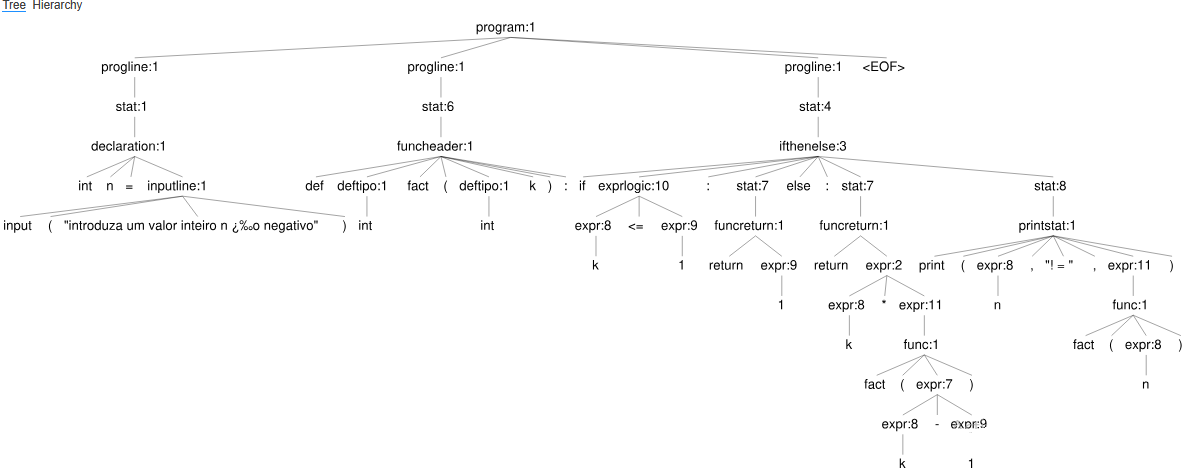 Tree Hierarchy
program:1
progline:1 progline:1 progline:1 <EOF>
stat:1 stat:6 stat:4
declaration:1 funcheader:1 ifthenelse:3
int n = inputline:1 def deftipo:1 fact ( deftipo:1 k ) : if exprlogic:10 : stat:7 else : stat:7 stat:8
input ( "introduza um valor inteiro n ¿‰o negativo" ) int int expr:8 <= expr:9 funcreturn:1 funcreturn:1 printstat:1
k 1 return expr:9 return expr:2 print ( expr:8 , "! = " , expr:11 )
1 expr:8 * expr:11 n func:1
k func:1 fact ( expr:8 )
fact ( expr:7 ) n
expr:8 - expr:9
k 1